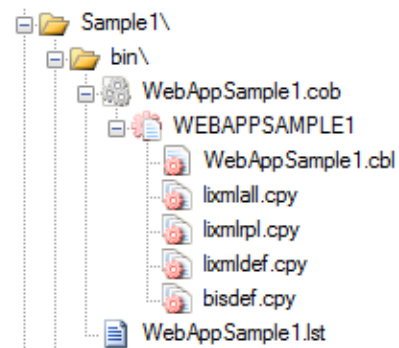 Sample1\
bin\
WebAppSample1.cob
WEBAPPSAMPLE1
WebAppSample1.cbl
lixmlall.cpy
lixmlrpl.cpy
lixmldef.cpy
bisdef.cpy
WebAppSample1.lst